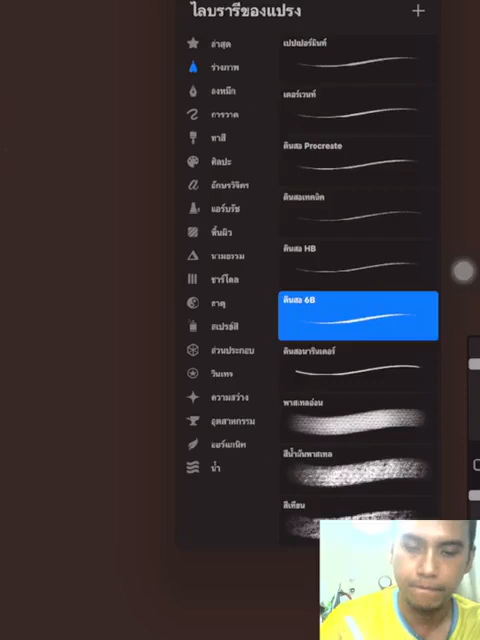 ไลบรารีของแปรง
ล่าสุด
ร่างภาพ
ลงหมึก
การวาด
ทาสี
ศิลปะ
อักษรวิจิตร
แอร์บรัช
พื้นผิว
นามธรรม
ชาร์โคล
ธาตุ
สเปรย์สี
ส่วนประกอบ
วินเทจ
ความสว่าง
อุตสาหกรรม
ออร์แกนิค
น้ำ
เปปเปอร์มินท์
เดอร์เวนท์
ดินสอ Procreate
ดินสอเทคนิค
ดินสอ HB
ดินสอ 6B
ดินสอนารินเดอร์
พาสเทลอ่อน
สีน้ำมันพาสเทล
สีเทียน